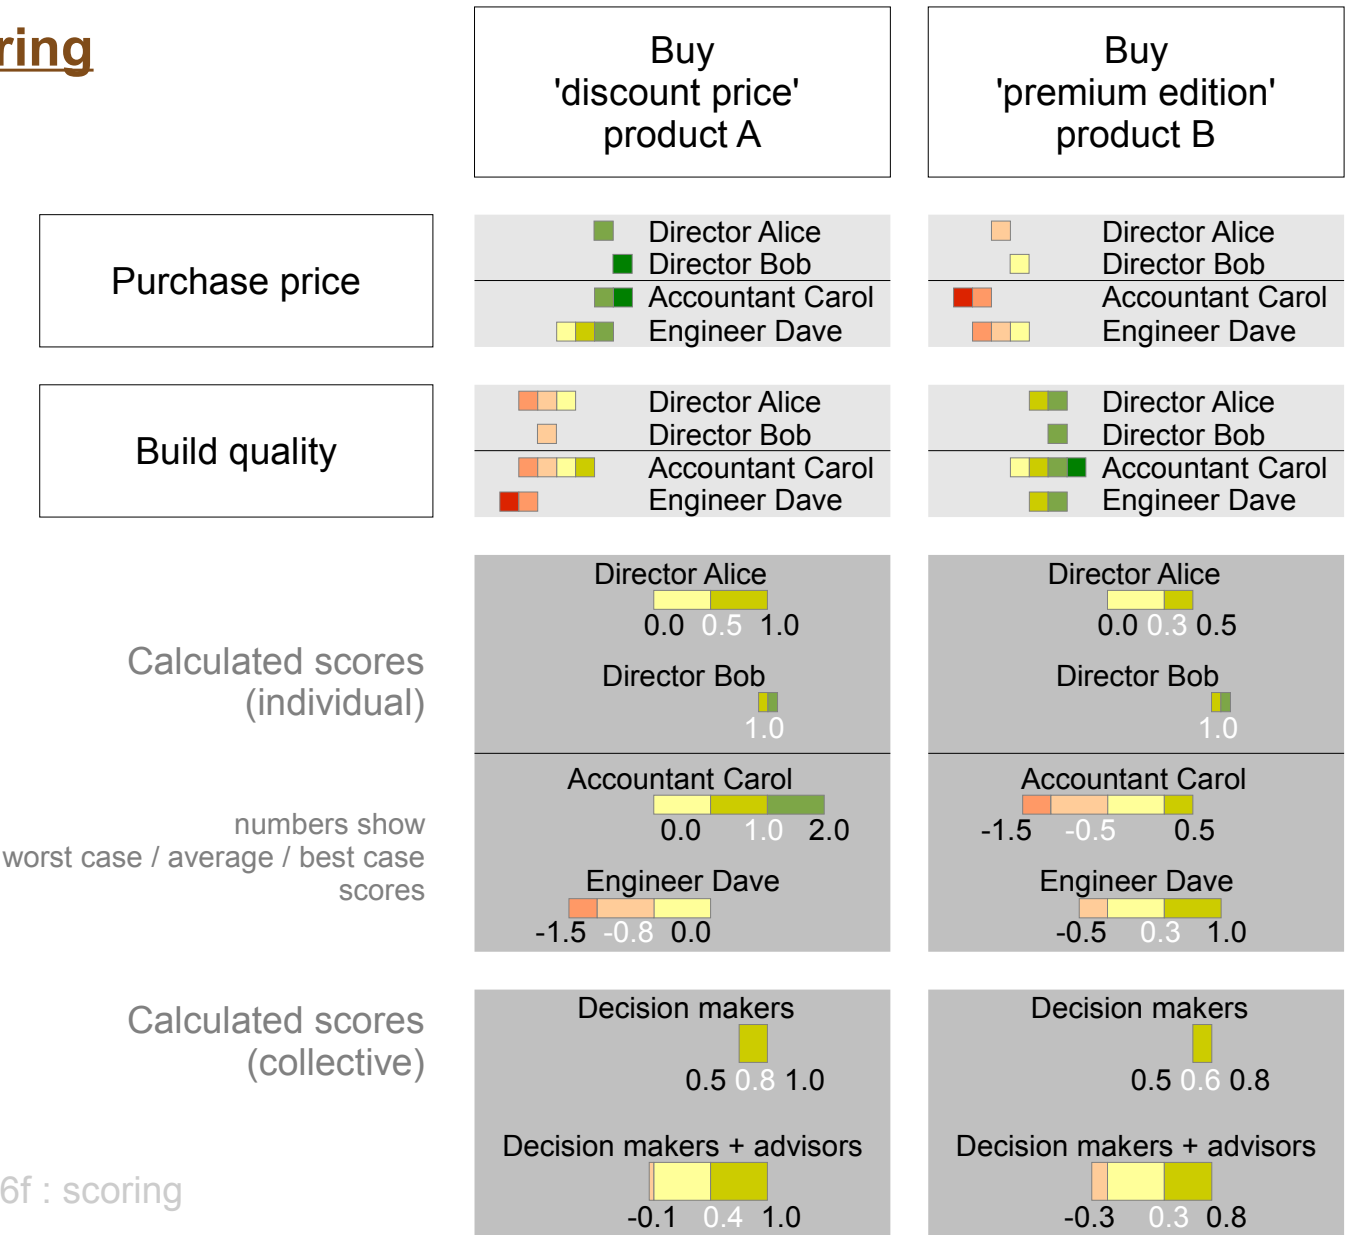 ring
Buy
'discount price'
product A
Buy
'premium edition'
product B
Purchase price
Director Alice
Director Bob
Accountant Carol
Engineer Dave
Director Alice
Director Bob
Accountant Carol
Engineer Dave
Build quality
Director Alice
Director Bob
Accountant Carol
Engineer Dave
Director Alice
Director Bob
Accountant Carol
Engineer Dave
Calculated scores
(individual)
numbers show
worst case / average / best case
scores
Director Alice
0.0 0.5 1.0
Director Bob
1.0
Accountant Carol
0.0 1.0 2.0
Engineer Dave
-1.5 -0.8 0.0
Director Alice
0.0 0.3 0.5
Director Bob
1.0
Accountant Carol
-1.5 -0.5 0.5
Engineer Dave
-0.5 0.3 1.0
Calculated scores
(collective)
Decision makers
0.5 0.8 1.0
Decision makers + advisors
-0.1 0.4 1.0
Decision makers
0.5 0.6 0.8
Decision makers + advisors
-0.3 0.3 0.8
6f : scoring